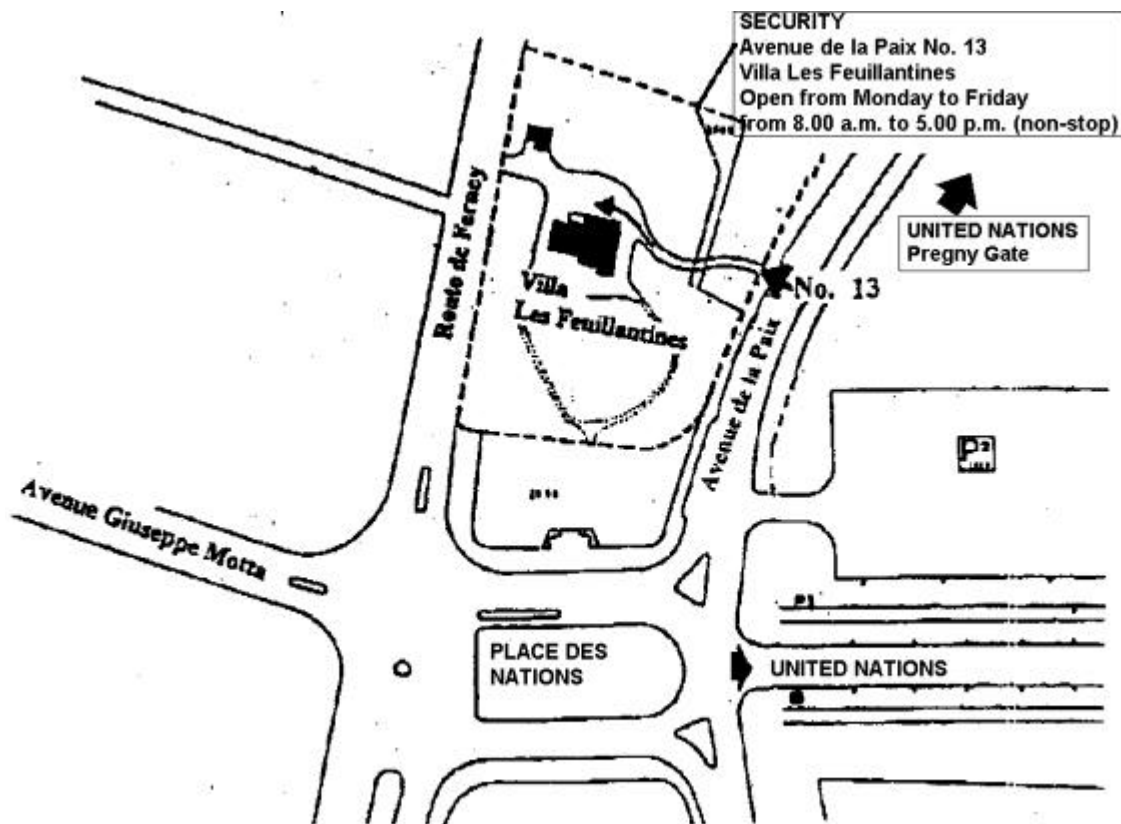 SECURITY
Avenue de la Paix No. 13
Villa Les Feuillantines
Open from Monday to Friday
from 8.00 a.m. to 5.00 p.m. (non-stop)
UNITED NATIONS
Pregny Gate
Route de Ferney
No. 13
Villa
Les Feuillantines
Avenue de la Paix
P2
Avenue Giuseppe Motta
P1
PLACE DES
NATIONS
UNITED NATIONS